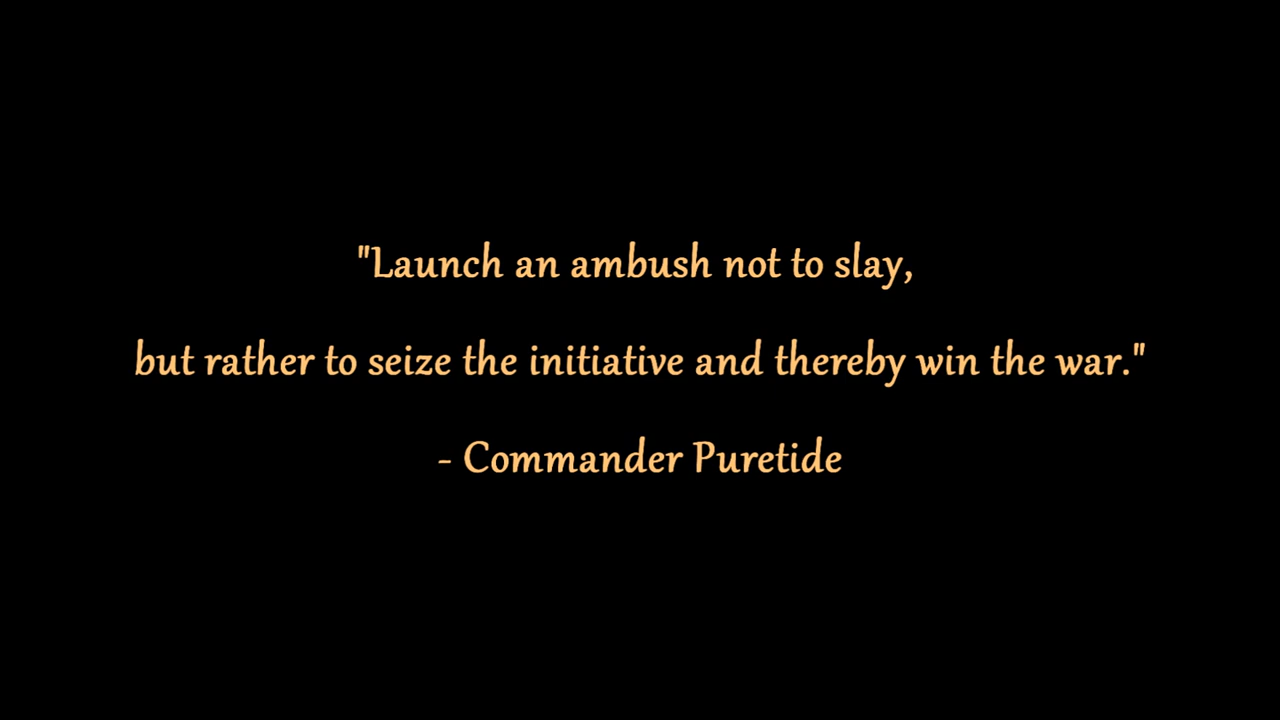 "Launch an ambush not to slay,
but rather to seize the initiative and thereby win the war."
- Commander Puretide